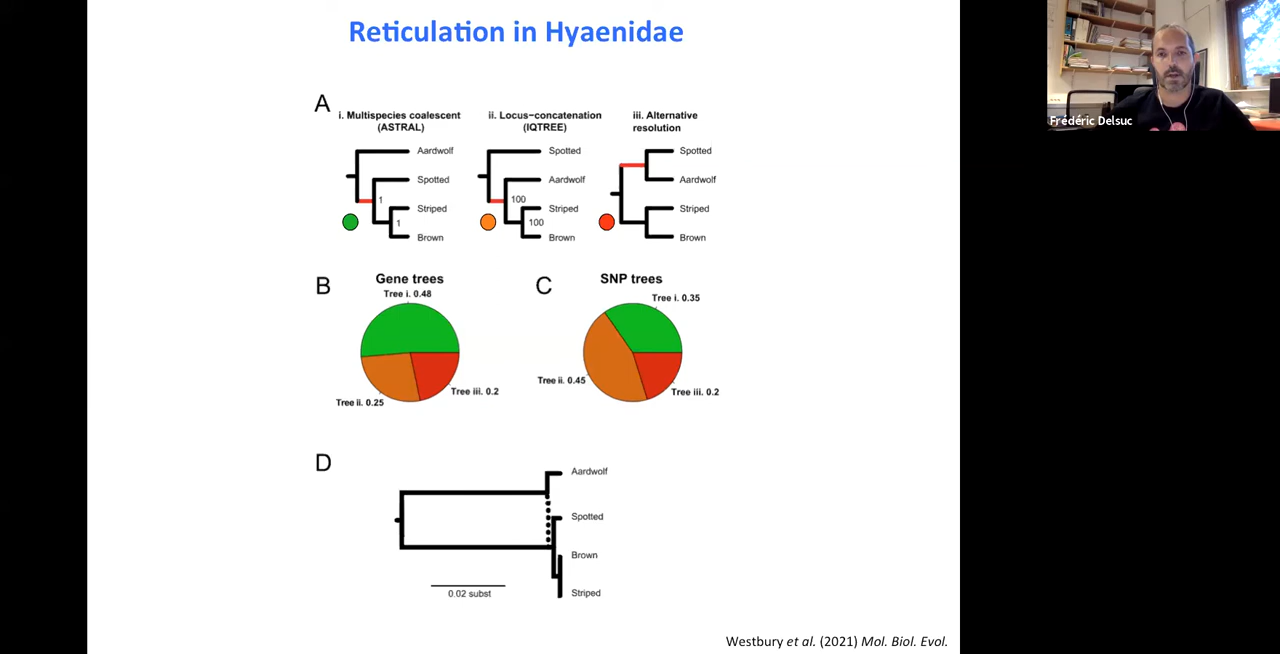 Reticulation in Hyaenidae
Frédéric Delsuc
A
i. Multispecies coalescent
(ASTRAL)
Aardwolf
Spotted
1
Striped
1
Brown
ii. Locus−concatenation
(IQTREE)
Spotted
Aardwolf
100
Striped
100
Brown
iii. Alternative
resolution
Spotted
Aardwolf
Striped
Brown
B
Gene trees
Tree i. 0.48
Tree ii. 0.25
Tree iii. 0.2
C
SNP trees
Tree i. 0.35
Tree ii. 0.45
Tree iii. 0.2
D
Aardwolf
Spotted
Brown
Striped
0.02 subst
Westbury et al. (2021) Mol. Biol. Evol.